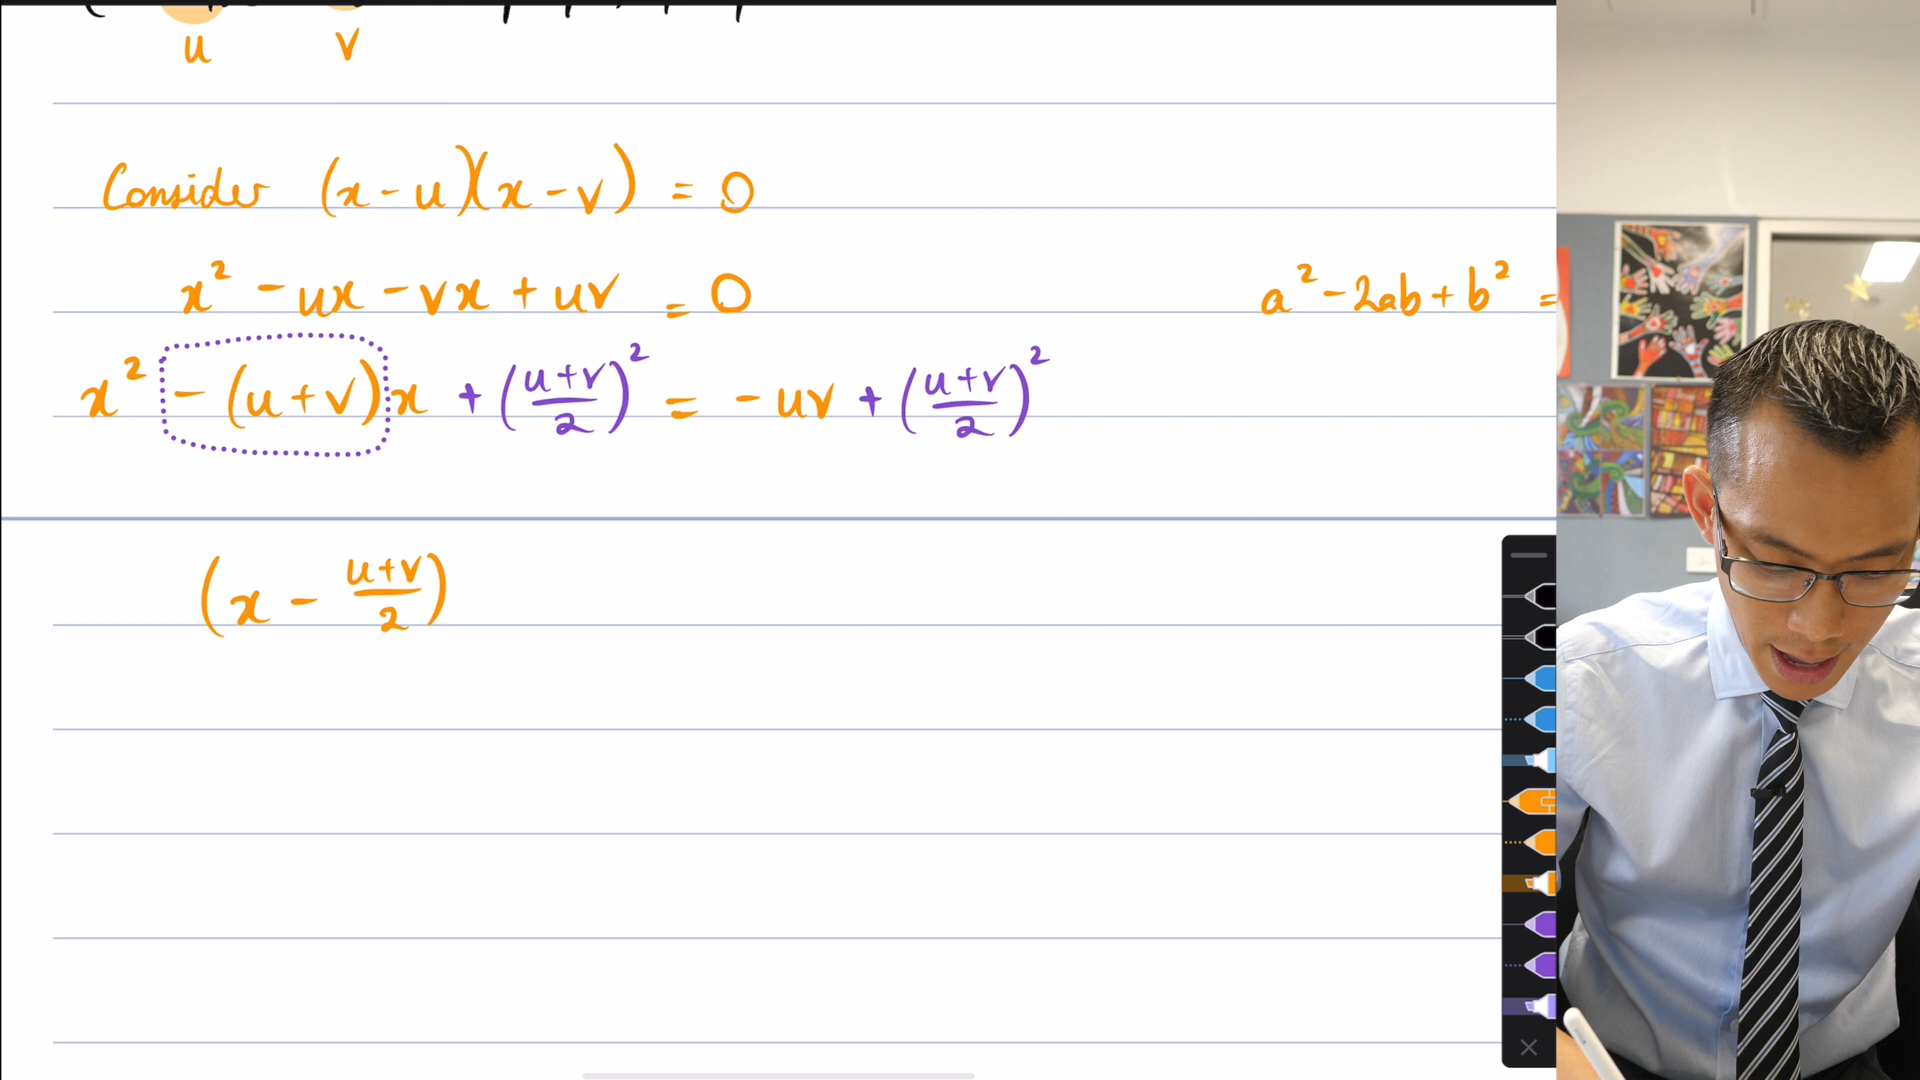 u v
Consider (x - u)(x - v) = 0
x² - ux - vx + uv = 0
a² - 2ab + b² =
x² - (u+v)x + ((u+v)/2)² = - uv + ((u+v)/2)²
(x - (u+v)/2)